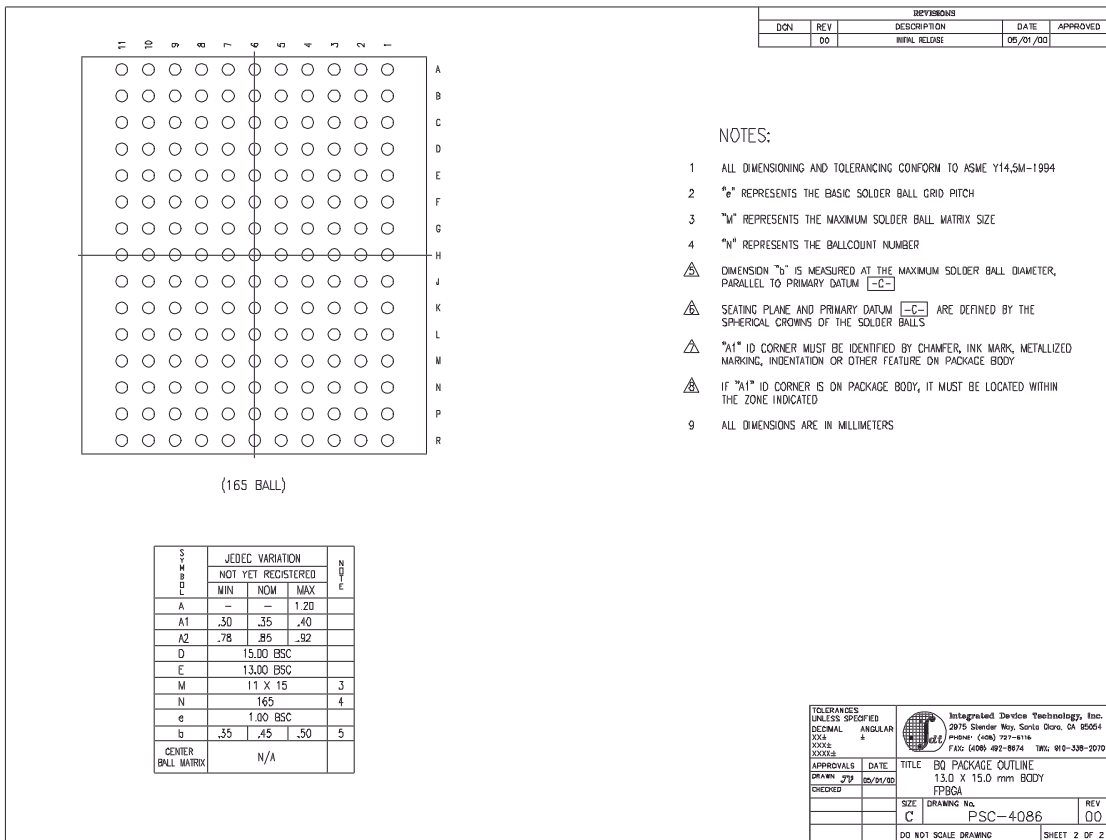 REVISIONS
DCN REV DESCRIPTION DATE APPROVED
00 INITIAL RELEASE 05/01/00
11 10 9 8 7 6 5 4 3 2 1
A
B
C
D
E
F
G
H
J
K
L
M
N
P
R
(165 BALL)
NOTES:
1 ALL DIMENSIONING AND TOLERANCING CONFORM TO ASME Y14.5M-1994
2 "e" REPRESENTS THE BASIC SOLDER BALL GRID PITCH
3 "M" REPRESENTS THE MAXIMUM SOLDER BALL MATRIX SIZE
4 "N" REPRESENTS THE BALLCOUNT NUMBER
5 DIMENSION "b" IS MEASURED AT THE MAXIMUM SOLDER BALL DIAMETER,
PARALLEL TO PRIMARY DATUM -C-
6 SEATING PLANE AND PRIMARY DATUM -C- ARE DEFINED BY THE
SPHERICAL CROWNS OF THE SOLDER BALLS
7 "A1" ID CORNER MUST BE IDENTIFIED BY CHAMFER, INK MARK, METALLIZED
MARKING, INDENTATION OR OTHER FEATURE ON PACKAGE BODY
8 IF "A1" ID CORNER IS ON PACKAGE BODY, IT MUST BE LOCATED WITHIN
THE ZONE INDICATED
9 ALL DIMENSIONS ARE IN MILLIMETERS
SYMBOL JEDEC VARIATION NOTE
NOT YET REGISTERED
MIN NOM MAX
A – – 1.20
A1 .30 .35 .40
A2 .78 .85 .92
D 15.00 BSC
E 13.00 BSC
M 11 X 15 3
N 165 4
e 1.00 BSC
b .35 .45 .50 5
CENTER
BALL MATRIX N/A
TOLERANCES
UNLESS SPECIFIED
DECIMAL ANGULAR
XX± ±
XXX±
XXXX±
idt
Integrated Device Technology, Inc.
2975 Stender Way, Santa Clara, CA 95054
PHONE: (408) 727-6116
FAX: (408) 492-8674 TWX: 910-338-2070
APPROVALS DATE
DRAWN TV 05/01/00
CHECKED
TITLE BQ PACKAGE OUTLINE
13.0 X 15.0 mm BODY
FPBGA
SIZE DRAWING No. REV
C PSC-4086 00
DO NOT SCALE DRAWING SHEET 2 OF 2